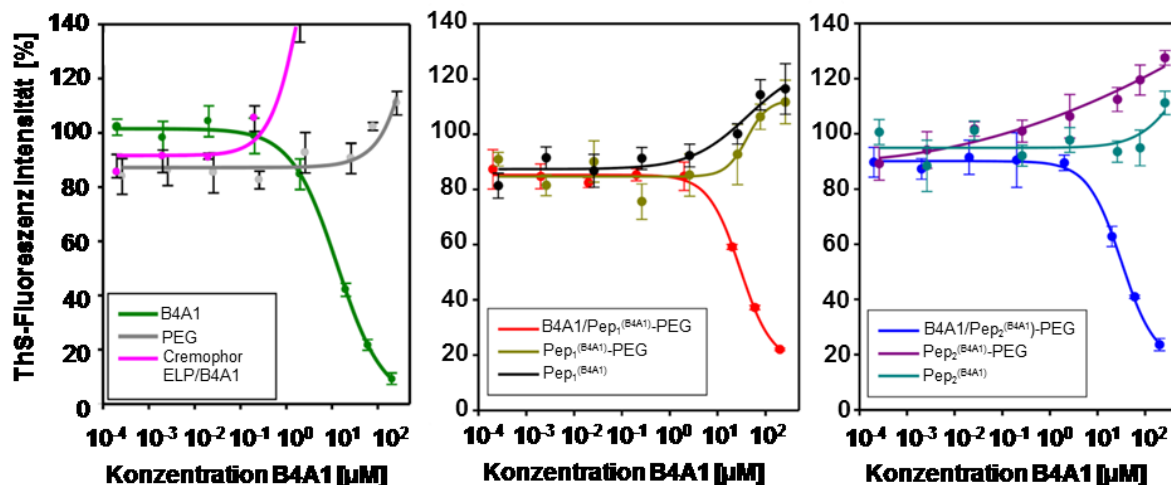 ThS-Fluoreszenz Intensität [%]
140
120
100
80
60
40
20
0
B4A1
PEG
Cremophor
ELP/B4A1
10⁻⁴ 10⁻³ 10⁻² 10⁻¹ 10⁰ 10¹ 10²
Konzentration B4A1 [µM]
140
120
100
80
60
40
20
0
B4A1/Pep₁⁽ᴮ⁴ᴬ¹⁾-PEG
Pep₁⁽ᴮ⁴ᴬ¹⁾-PEG
Pep₁⁽ᴮ⁴ᴬ¹⁾
10⁻⁴ 10⁻³ 10⁻² 10⁻¹ 10⁰ 10¹ 10²
Konzentration B4A1 [µM]
140
120
100
80
60
40
20
0
B4A1/Pep₂⁽ᴮ⁴ᴬ¹⁾-PEG
Pep₂⁽ᴮ⁴ᴬ¹⁾-PEG
Pep₂⁽ᴮ⁴ᴬ¹⁾
10⁻⁴ 10⁻³ 10⁻² 10⁻¹ 10⁰ 10¹ 10²
Konzentration B4A1 [µM]